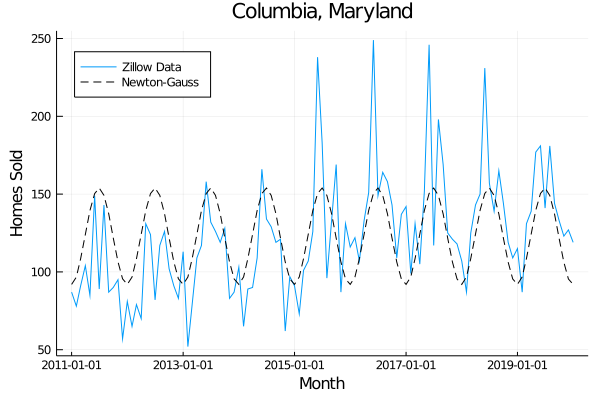 Columbia, Maryland
250
200
150
100
50
Homes Sold
Zillow Data
Newton-Gauss
2011-01-01 2013-01-01 2015-01-01 2017-01-01 2019-01-01
Month